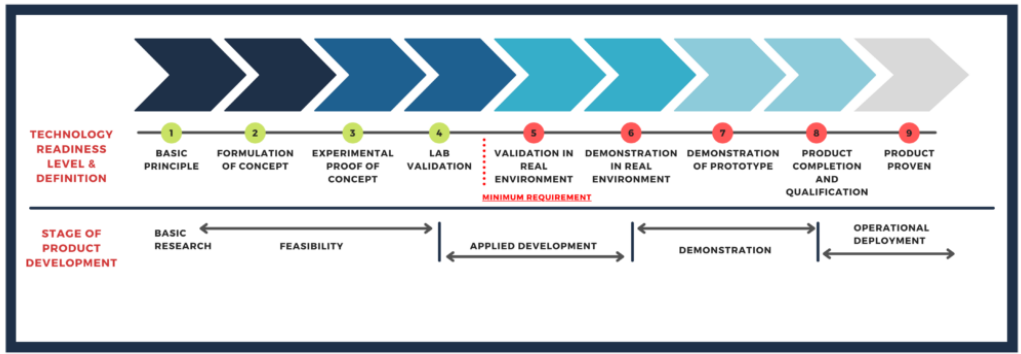 1 2 3 4 5 6 7 8 9
TECHNOLOGY
READINESS
LEVEL &
DEFINITION
BASIC
PRINCIPLE
FORMULATION
OF CONCEPT
EXPERIMENTAL
PROOF OF
CONCEPT
LAB
VALIDATION
VALIDATION IN
REAL
ENVIRONMENT
DEMONSTRATION
IN REAL
ENVIRONMENT
DEMONSTRATION
OF PROTOTYPE
PRODUCT
COMPLETION
AND
QUALIFICATION
PRODUCT
PROVEN
MINIMUM REQUIREMENT
STAGE OF
PRODUCT
DEVELOPMENT
BASIC
RESEARCH
FEASIBILITY
APPLIED DEVELOPMENT
DEMONSTRATION
OPERATIONAL
DEPLOYMENT